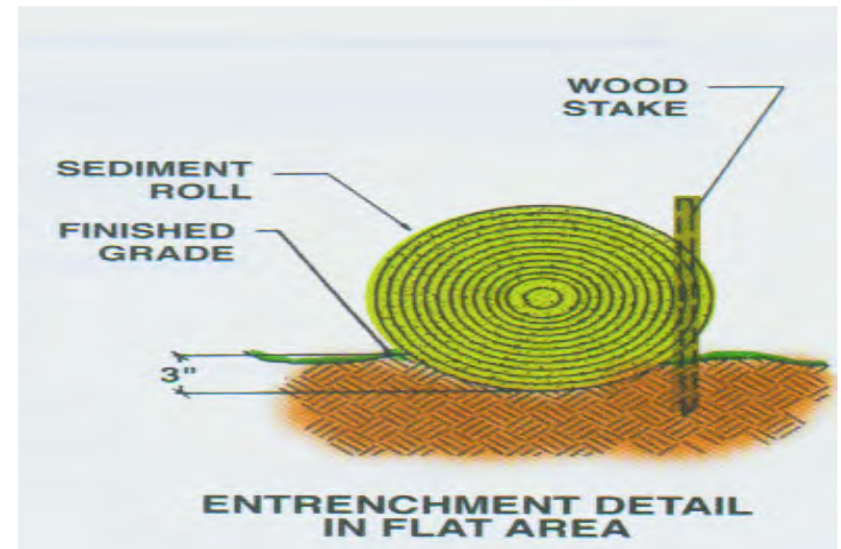 WOOD
STAKE
SEDIMENT
ROLL
FINISHED
GRADE
3"
ENTRENCHMENT DETAIL
IN FLAT AREA